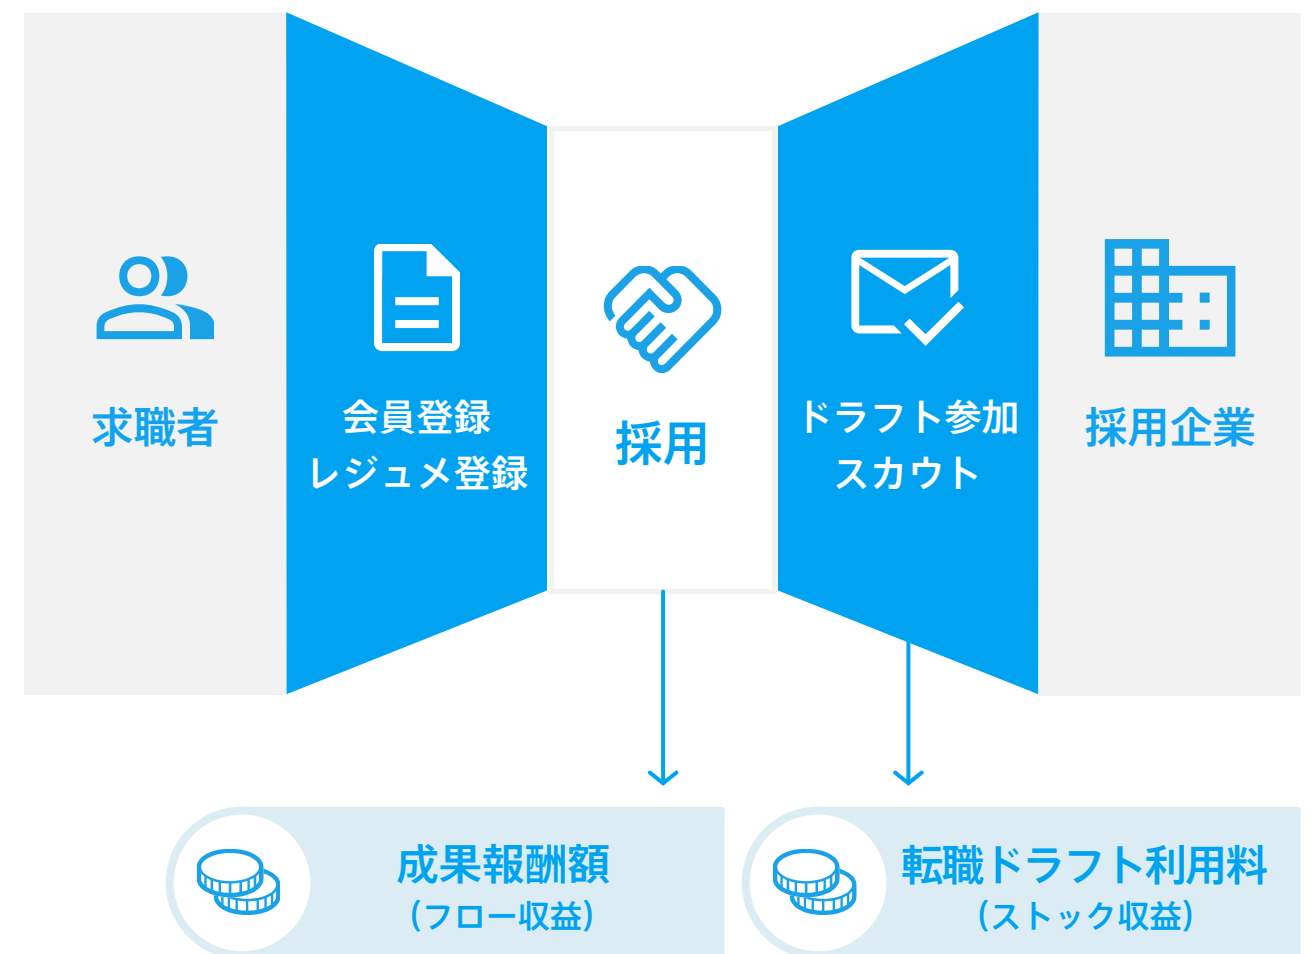 求職者
会員登録
レジュメ登録
採用
ドラフト参加
スカウト
採用企業
成果報酬額
(フロー収益)
転職ドラフト利用料
(ストック収益)